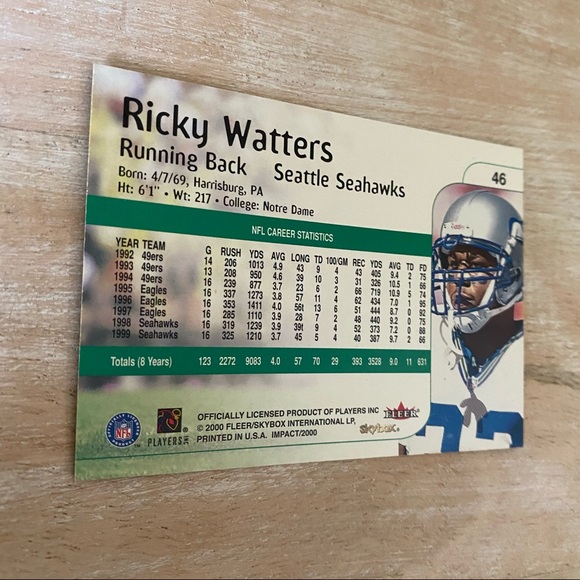 Ricky Watters
Running Back Seattle Seahawks
46
Born: 4/7/69, Harrisburg, PA
Ht: 6'1" • Wt: 217 • College: Notre Dame
NFL CAREER STATISTICS
YEAR TEAM G RUSH YDS AVG LONG TD 100/GM REC YDS AVG TD FD
1992 49ers 14 206 1013 4.9 43 9 4 43 405 9.4 2 75
1993 49ers 13 208 950 4.6 39 10 3 31 326 10.5 1 66
1994 49ers 16 239 877 3.7 23 6 2 66 719 10.9 5 74
1995 Eagles 16 337 1273 3.8 57 11 4 62 434 7.0 1 95
1996 Eagles 16 353 1411 4.0 56t 13 6 51 444 8.7 0 92
1997 Eagles 16 285 1110 3.9 28 7 2 48 440 9.2 0 75
1998 Seahawks 16 319 1239 3.9 39t 9 4 52 373 7.2 0 88
1999 Seahawks 16 325 1210 3.7 45 5 4 40 387 9.7 2 66
Totals (8 Years) 123 2272 9083 4.0 57 70 29 393 3528 9.0 11 631
OFFICIALLY LICENSED PRODUCT OF PLAYERS INC
© 2000 FLEER/SKYBOX INTERNATIONAL LP,
PRINTED IN U.S.A. IMPACT/2000
NFL
PLAYERS INC
FLEER
skybox